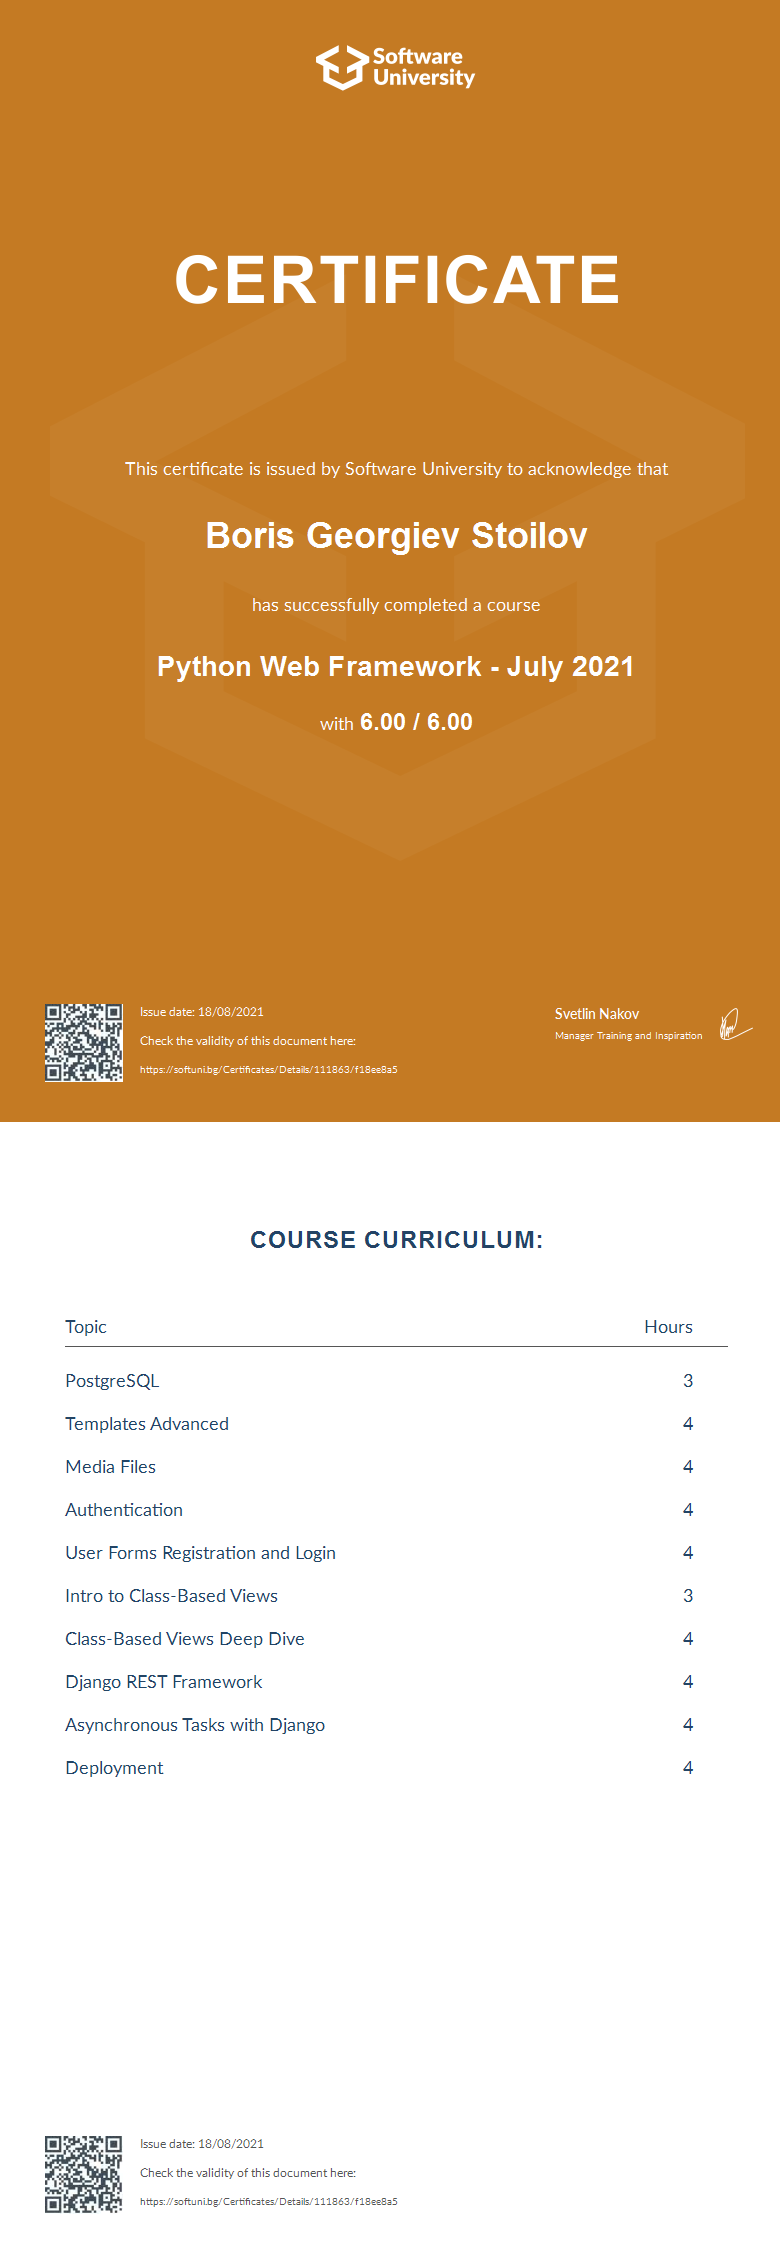 Software
University
CERTIFICATE
This certificate is issued by Software University to acknowledge that
Boris Georgiev Stoilov
has successfully completed a course
Python Web Framework - July 2021
with 6.00 / 6.00
Issue date: 18/08/2021
Check the validity of this document here:
https://softuni.bg/Certificates/Details/111863/f18ee8a5
Svetlin Nakov
Manager Training and Inspiration
COURSE CURRICULUM:
Topic Hours
PostgreSQL 3
Templates Advanced 4
Media Files 4
Authentication 4
User Forms Registration and Login 4
Intro to Class-Based Views 3
Class-Based Views Deep Dive 4
Django REST Framework 4
Asynchronous Tasks with Django 4
Deployment 4
Issue date: 18/08/2021
Check the validity of this document here:
https://softuni.bg/Certificates/Details/111863/f18ee8a5